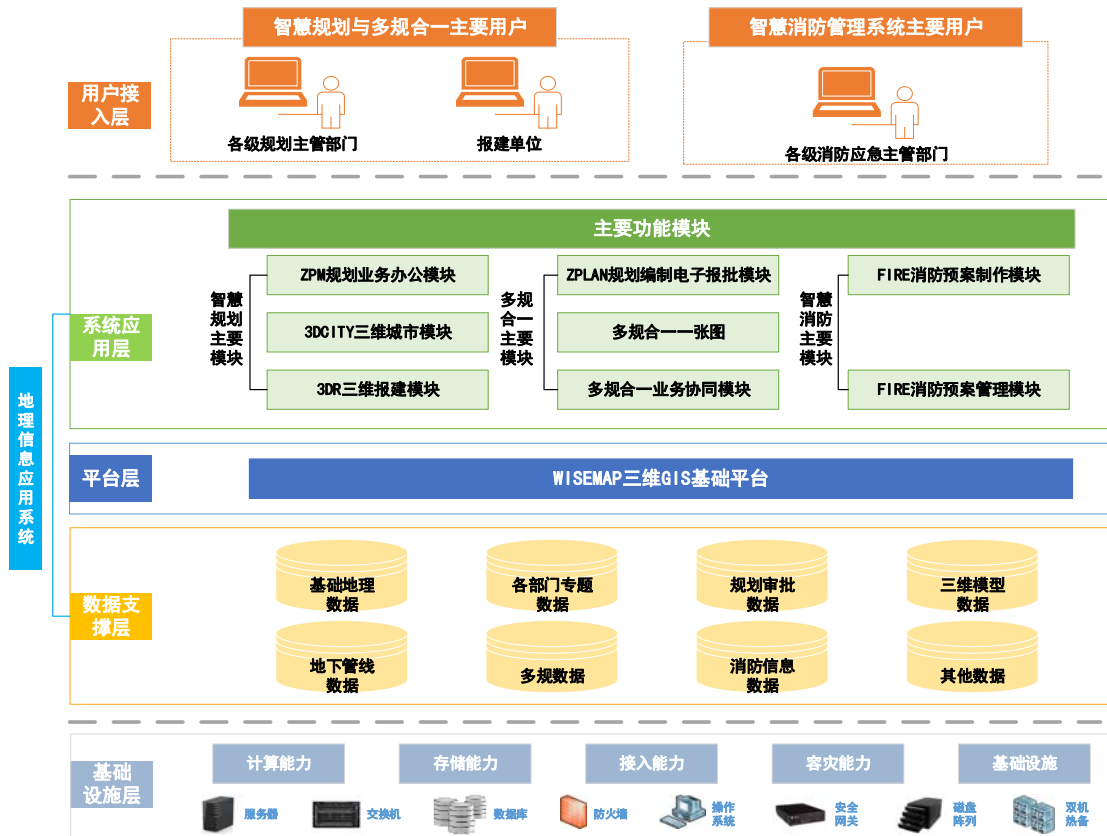 智慧规划与多规合一主要用户
智慧消防管理系统主要用户
用户接
入层
各级规划主管部门
报建单位
各级消防应急主管部门
主要功能模块
系统应
用层
智慧
规划
主要
模块
ZPM规划业务办公模块
3DCITY三维城市模块
3DR三维报建模块
多规
合一
主要
模块
ZPLAN规划编制电子报批模块
多规合一一张图
多规合一业务协同模块
智慧
消防
主要
模块
FIRE消防预案制作模块
FIRE消防预案管理模块
地
理
信
息
应
用
系
统
平台层
WISEMAP三维GIS基础平台
数据支
撑层
基础地理
数据
各部门专题
数据
规划审批
数据
三维模型
数据
地下管线
数据
多规数据
消防信息
数据
其他数据
基础
设施层
计算能力
存储能力
接入能力
容灾能力
基础设施
服务器
交换机
数据库
防火墙
操作
系统
安全
网关
磁盘
阵列
双机
热备